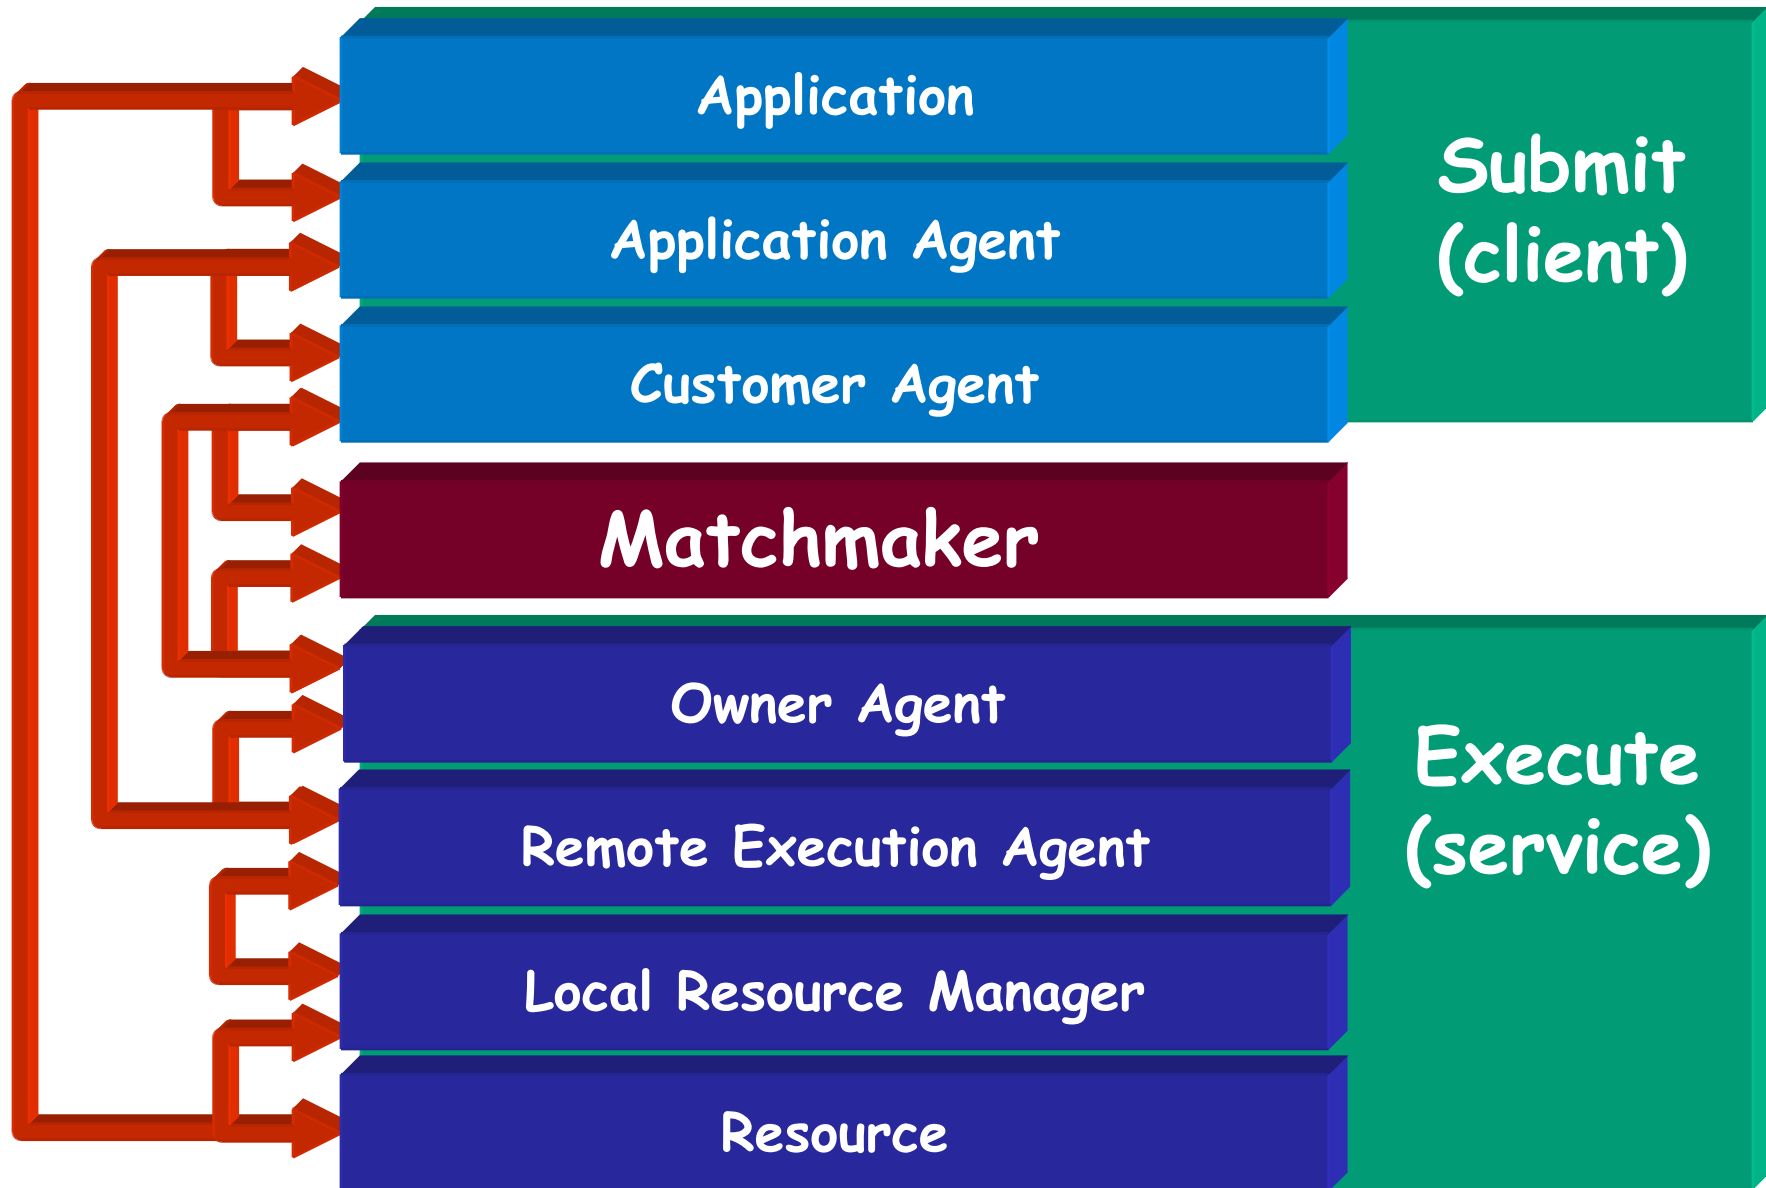 Application
Application Agent
Customer Agent
Submit
(client)
Matchmaker
Owner Agent
Remote Execution Agent
Local Resource Manager
Resource
Execute
(service)